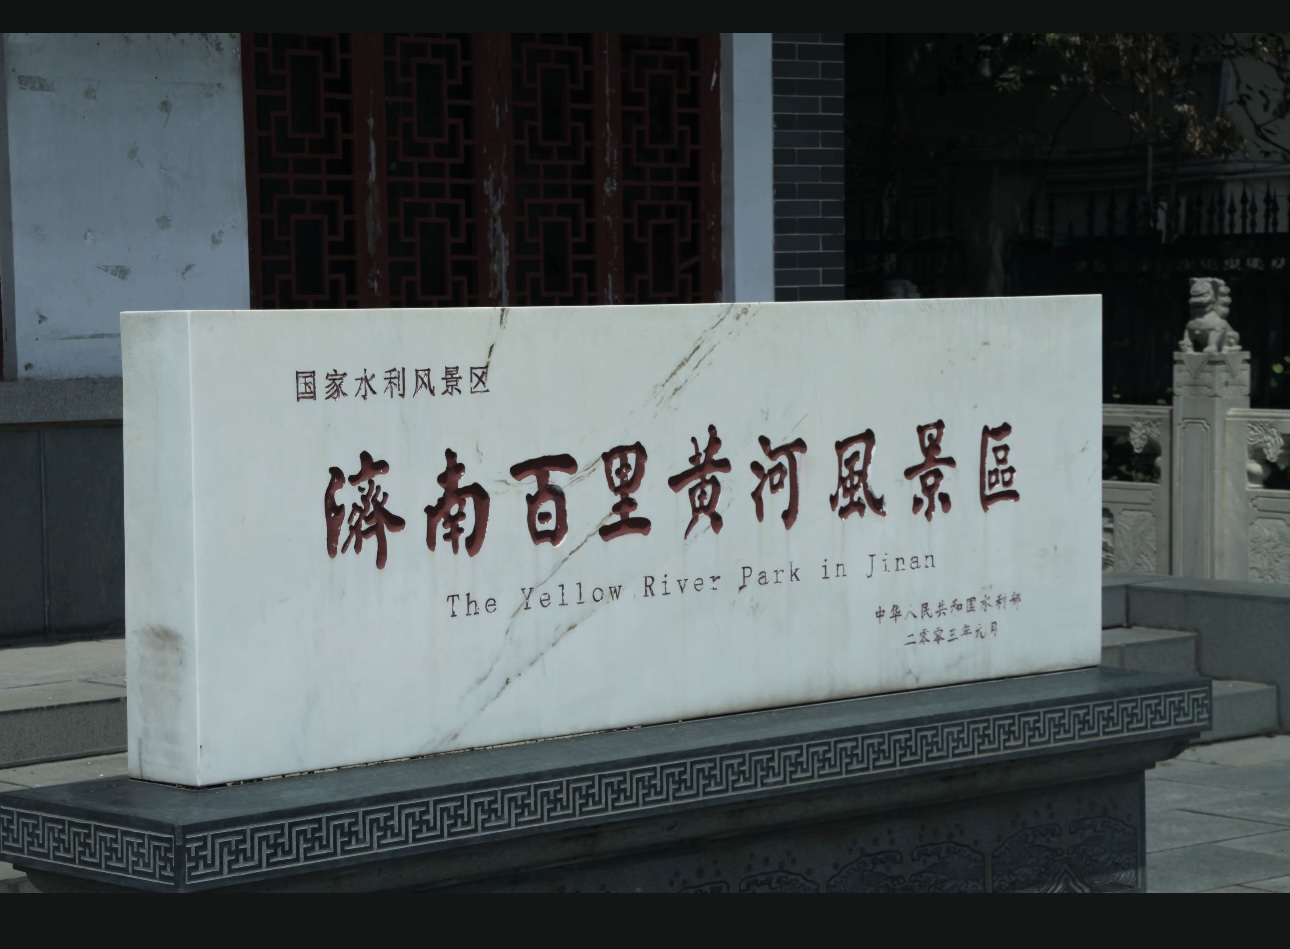 国家水利风景区
濟南百里黄河風景區
The Yellow River Park in Jinan
中华人民共和国水利部
二零零三年元月